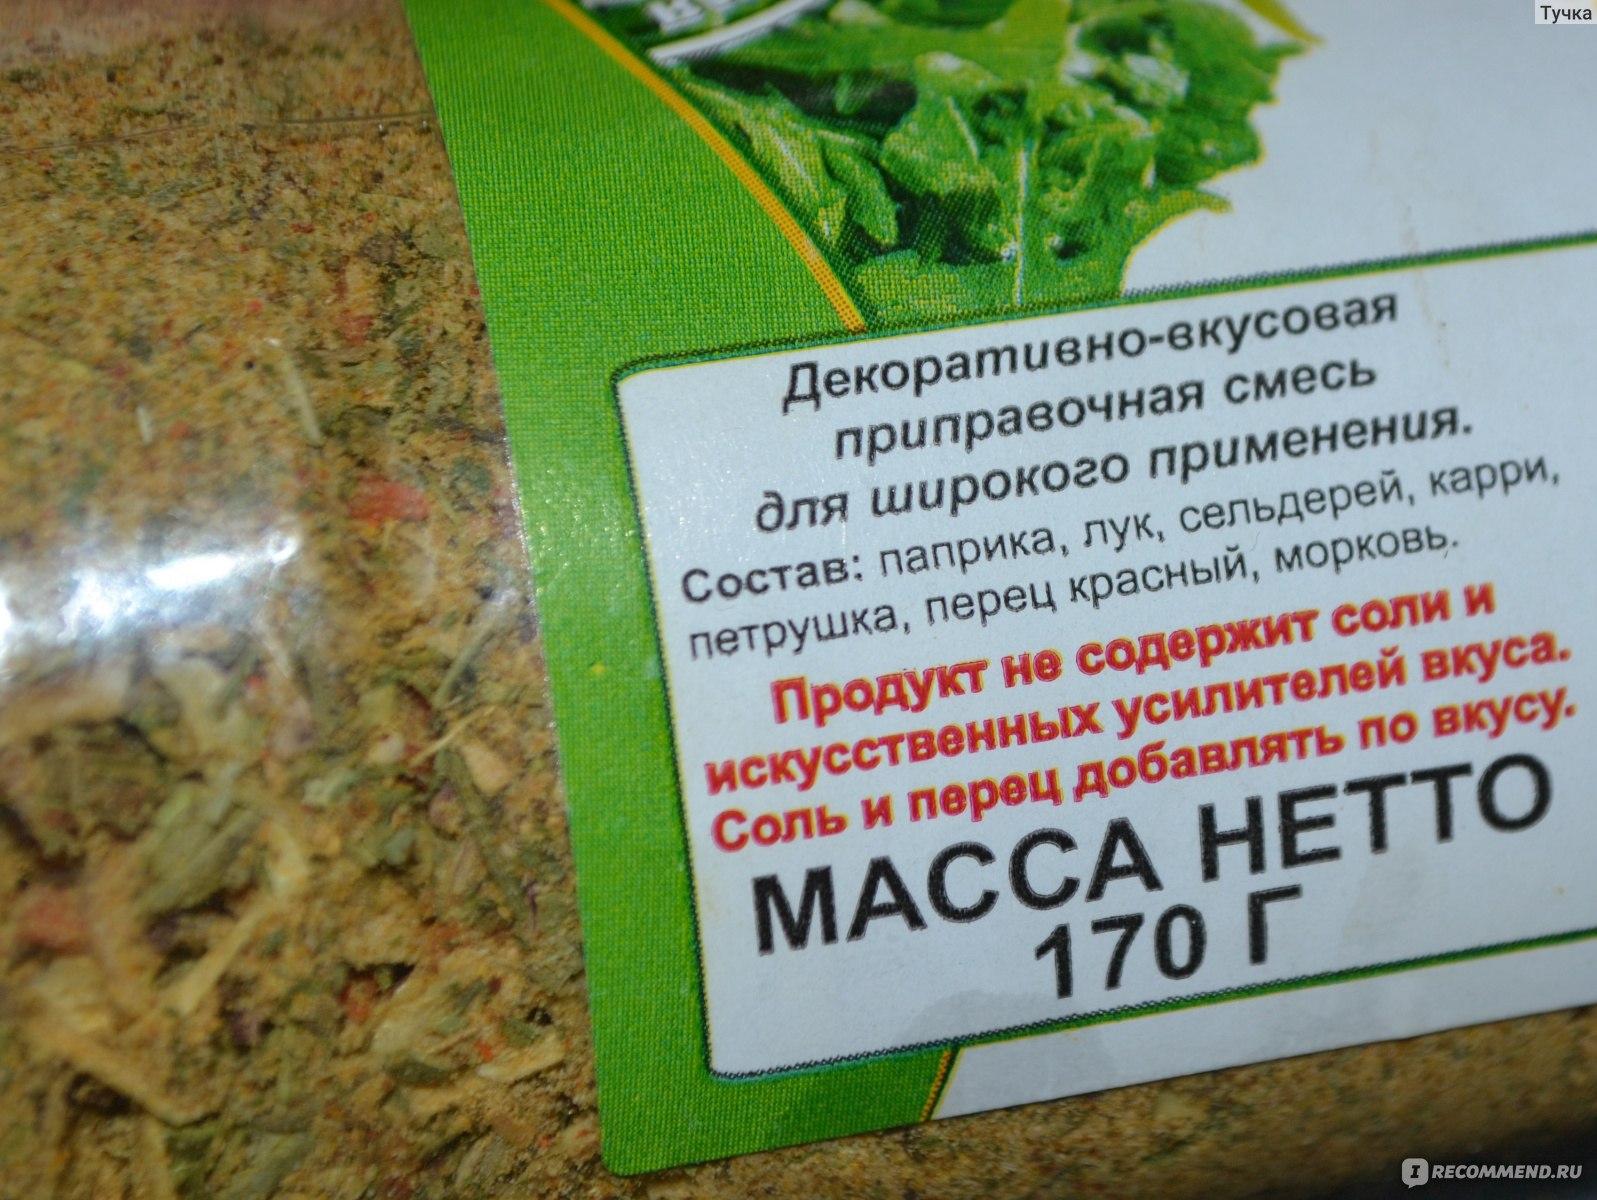 Тучка
Декоративно-вкусовая
приправочная смесь
для широкого применения.
Состав: паприка, лук, сельдерей, карри,
петрушка, перец красный, морковь.
Продукт не содержит соли и
искусственных усилителей вкуса.
Соль и перец добавлять по вкусу.
МАССА НЕТТО
170 Г
IRECOMMEND.RU